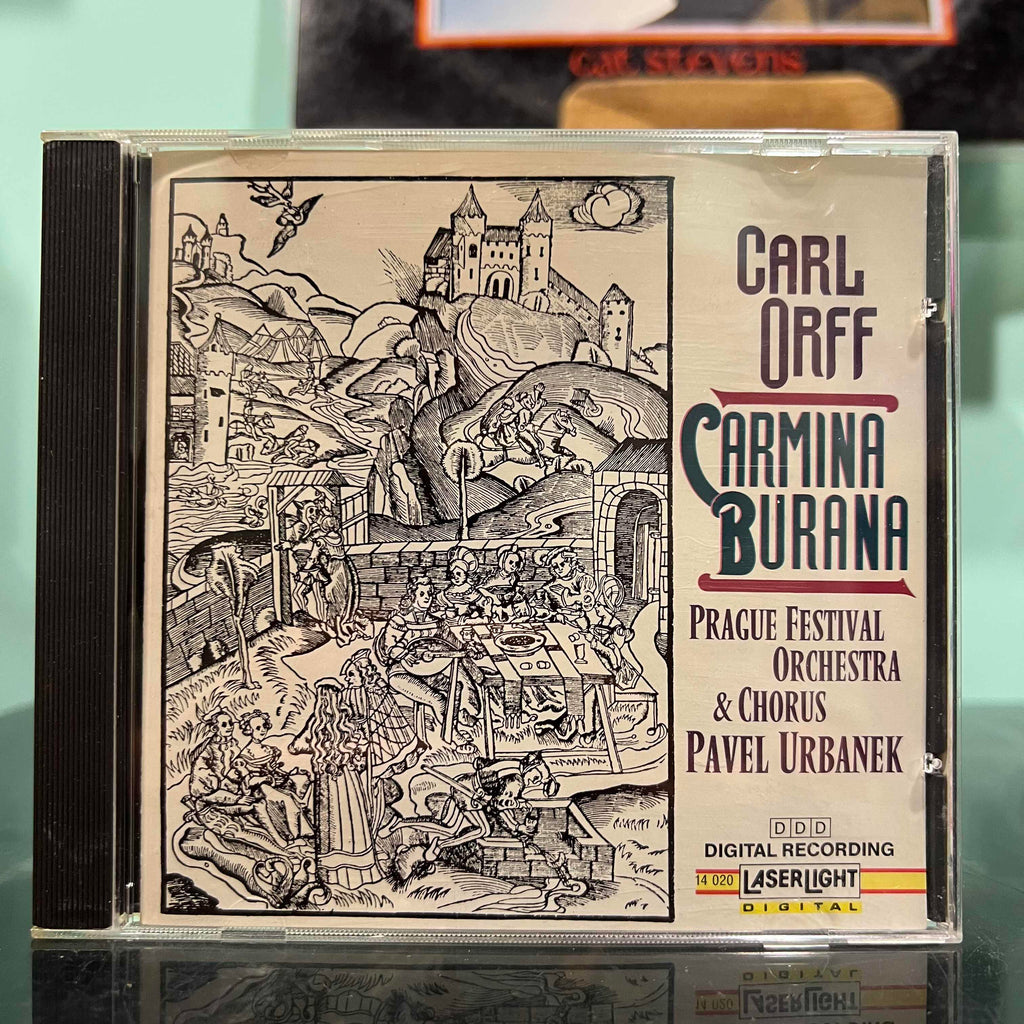 cat stevens
CARL
ORFF
CARMINA
BURANA
PRAGUE FESTIVAL
ORCHESTRA
& CHORUS
PAVEL URBANEK
DDD
DIGITAL RECORDING
14 020 LASERLIGHT
DIGITAL